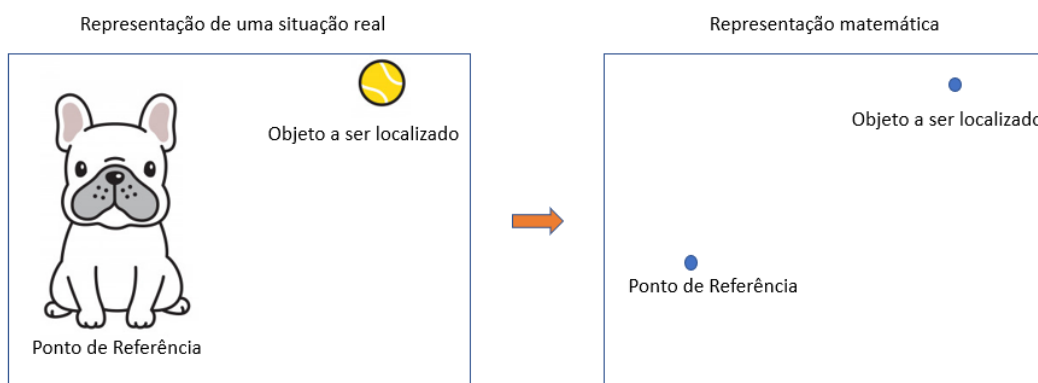 Representação de uma situação real
Objeto a ser localizado
Ponto de Referência
Representação matemática
Objeto a ser localizado
Ponto de Referência